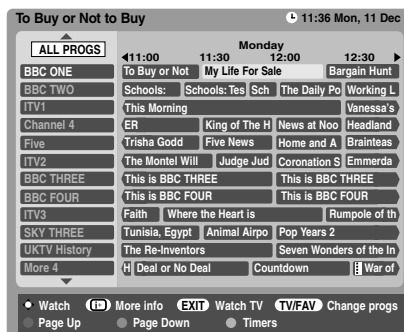 To Buy or Not to Buy 11:36 Mon, 11 Dec
ALL PROGS Monday
11:00 11:30 12:00 12:30
BBC ONE To Buy or Not My Life For Sale Bargain Hunt
BBC TWO Schools: Schools: Tes Sch The Daily Po Working L
ITV1 This Morning Vanessa's
Channel 4 ER King of The H News at Noo Headland
Five Trisha Godd Five News Home and A Brainteas
ITV2 The Montel Will Judge Jud Coronation S Emmerda
BBC THREE This is BBC THREE This is BBC THREE
BBC FOUR This is BBC FOUR This is BBC FOUR
ITV3 Faith Where the Heart is Rumpole of th
SKY THREE Tunisia, Egypt Animal Airpo Pop Years 2
UKTV History The Re-Inventors Seven Wonders of the In
More 4 H Deal or No Deal Countdown War of
Watch i+ More info EXIT Watch TV TV/FAV Change progs
Page Up Page Down Timers